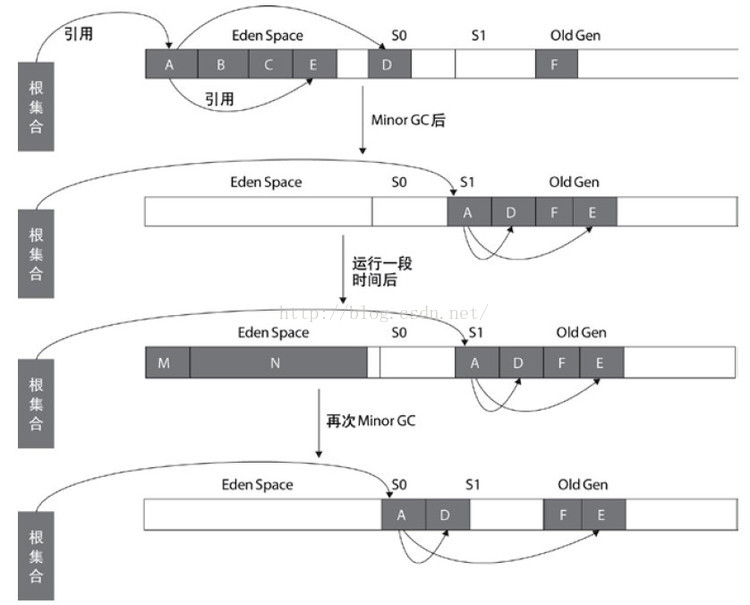 引用
Eden Space S0 S1 Old Gen
A B C E D F
根集合
引用
Minor GC后
Eden Space S0 S1 Old Gen
A D F E
根集合
运行一段
时间后
http://blog.csdn.net/
Eden Space S0 S1 Old Gen
M N A D F E
根集合
再次Minor GC
Eden Space S0 S1 Old Gen
A D F E
根集合